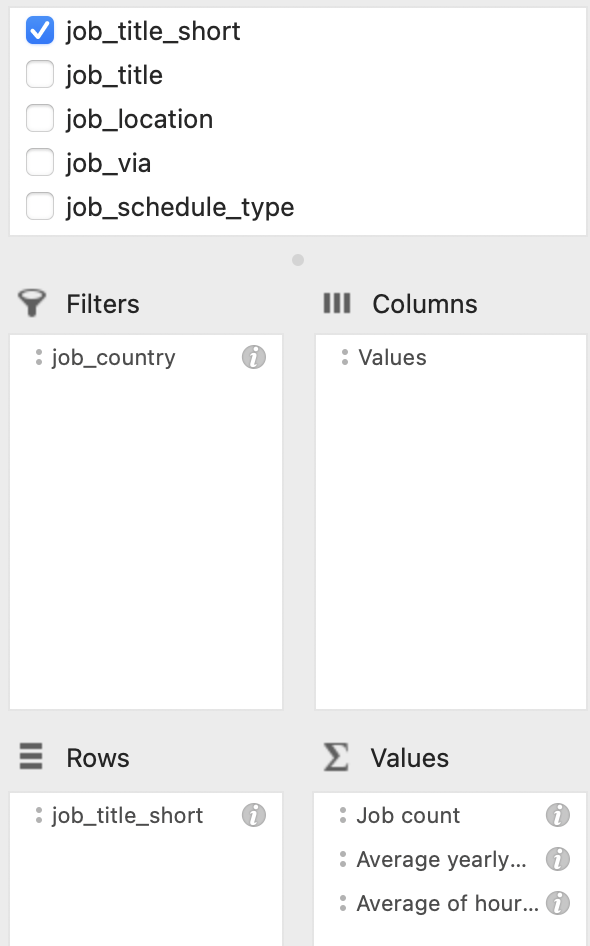 job_title_short
job_title
job_location
job_via
job_schedule_type
Filters
job_country
Columns
Values
Rows
job_title_short
Values
Job count
Average yearly...
Average of hour...